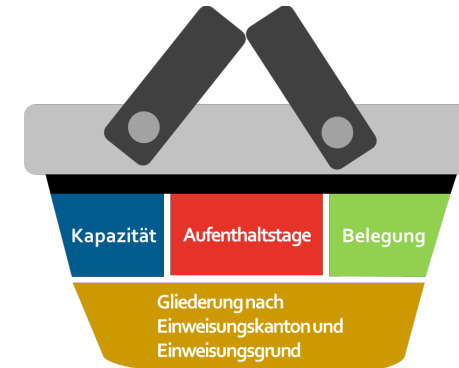 Kapazität
Aufenthaltstage
Belegung
Gliederung nach
Einweisungskanton und
Einweisungsgrund